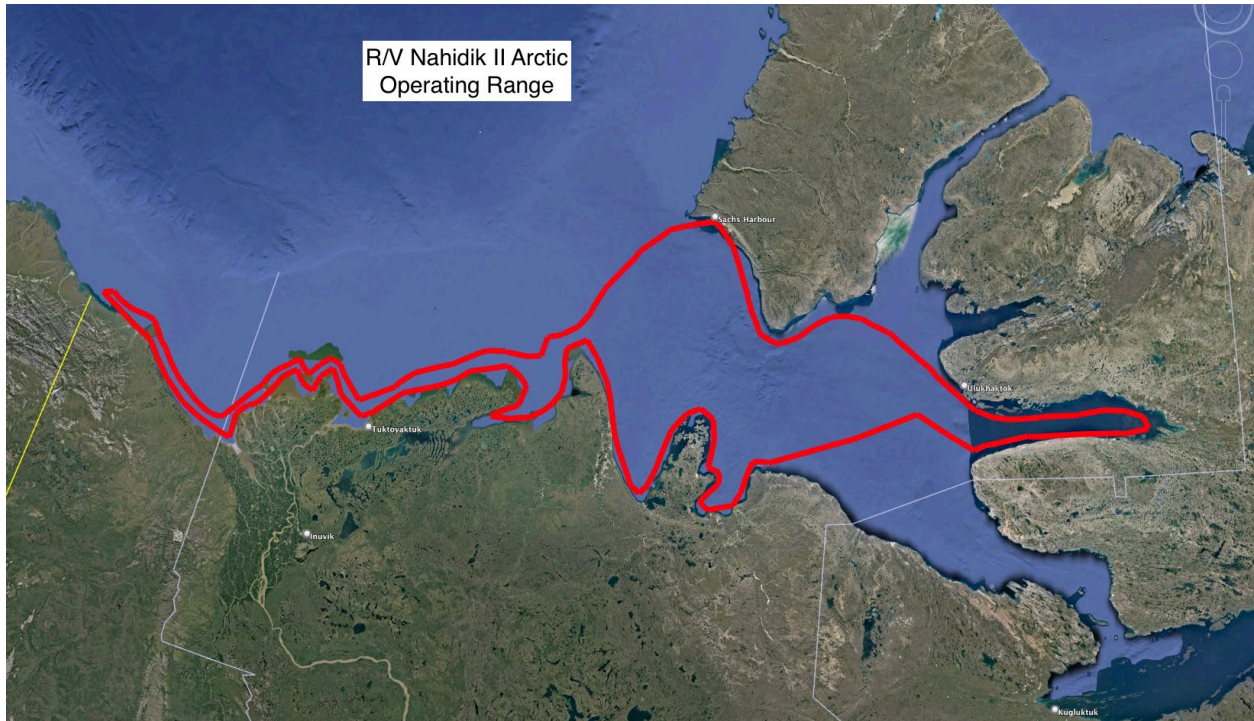 R/V Nahidik II Arctic
Operating Range
Sachs Harbour
Ulukhaktok
Tuktoyaktuk
Inuvik
Kugluktuk